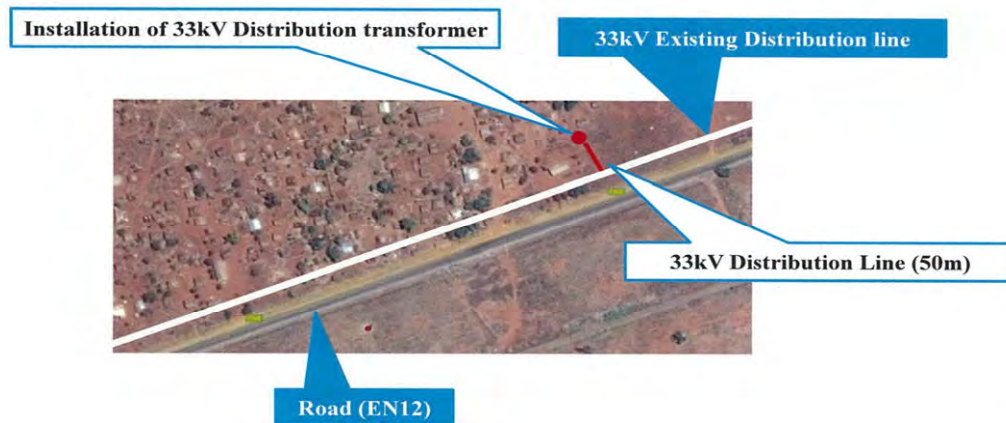 Installation of 33kV Distribution transformer
33kV Existing Distribution line
33kV Distribution Line (50m)
Road (EN12)